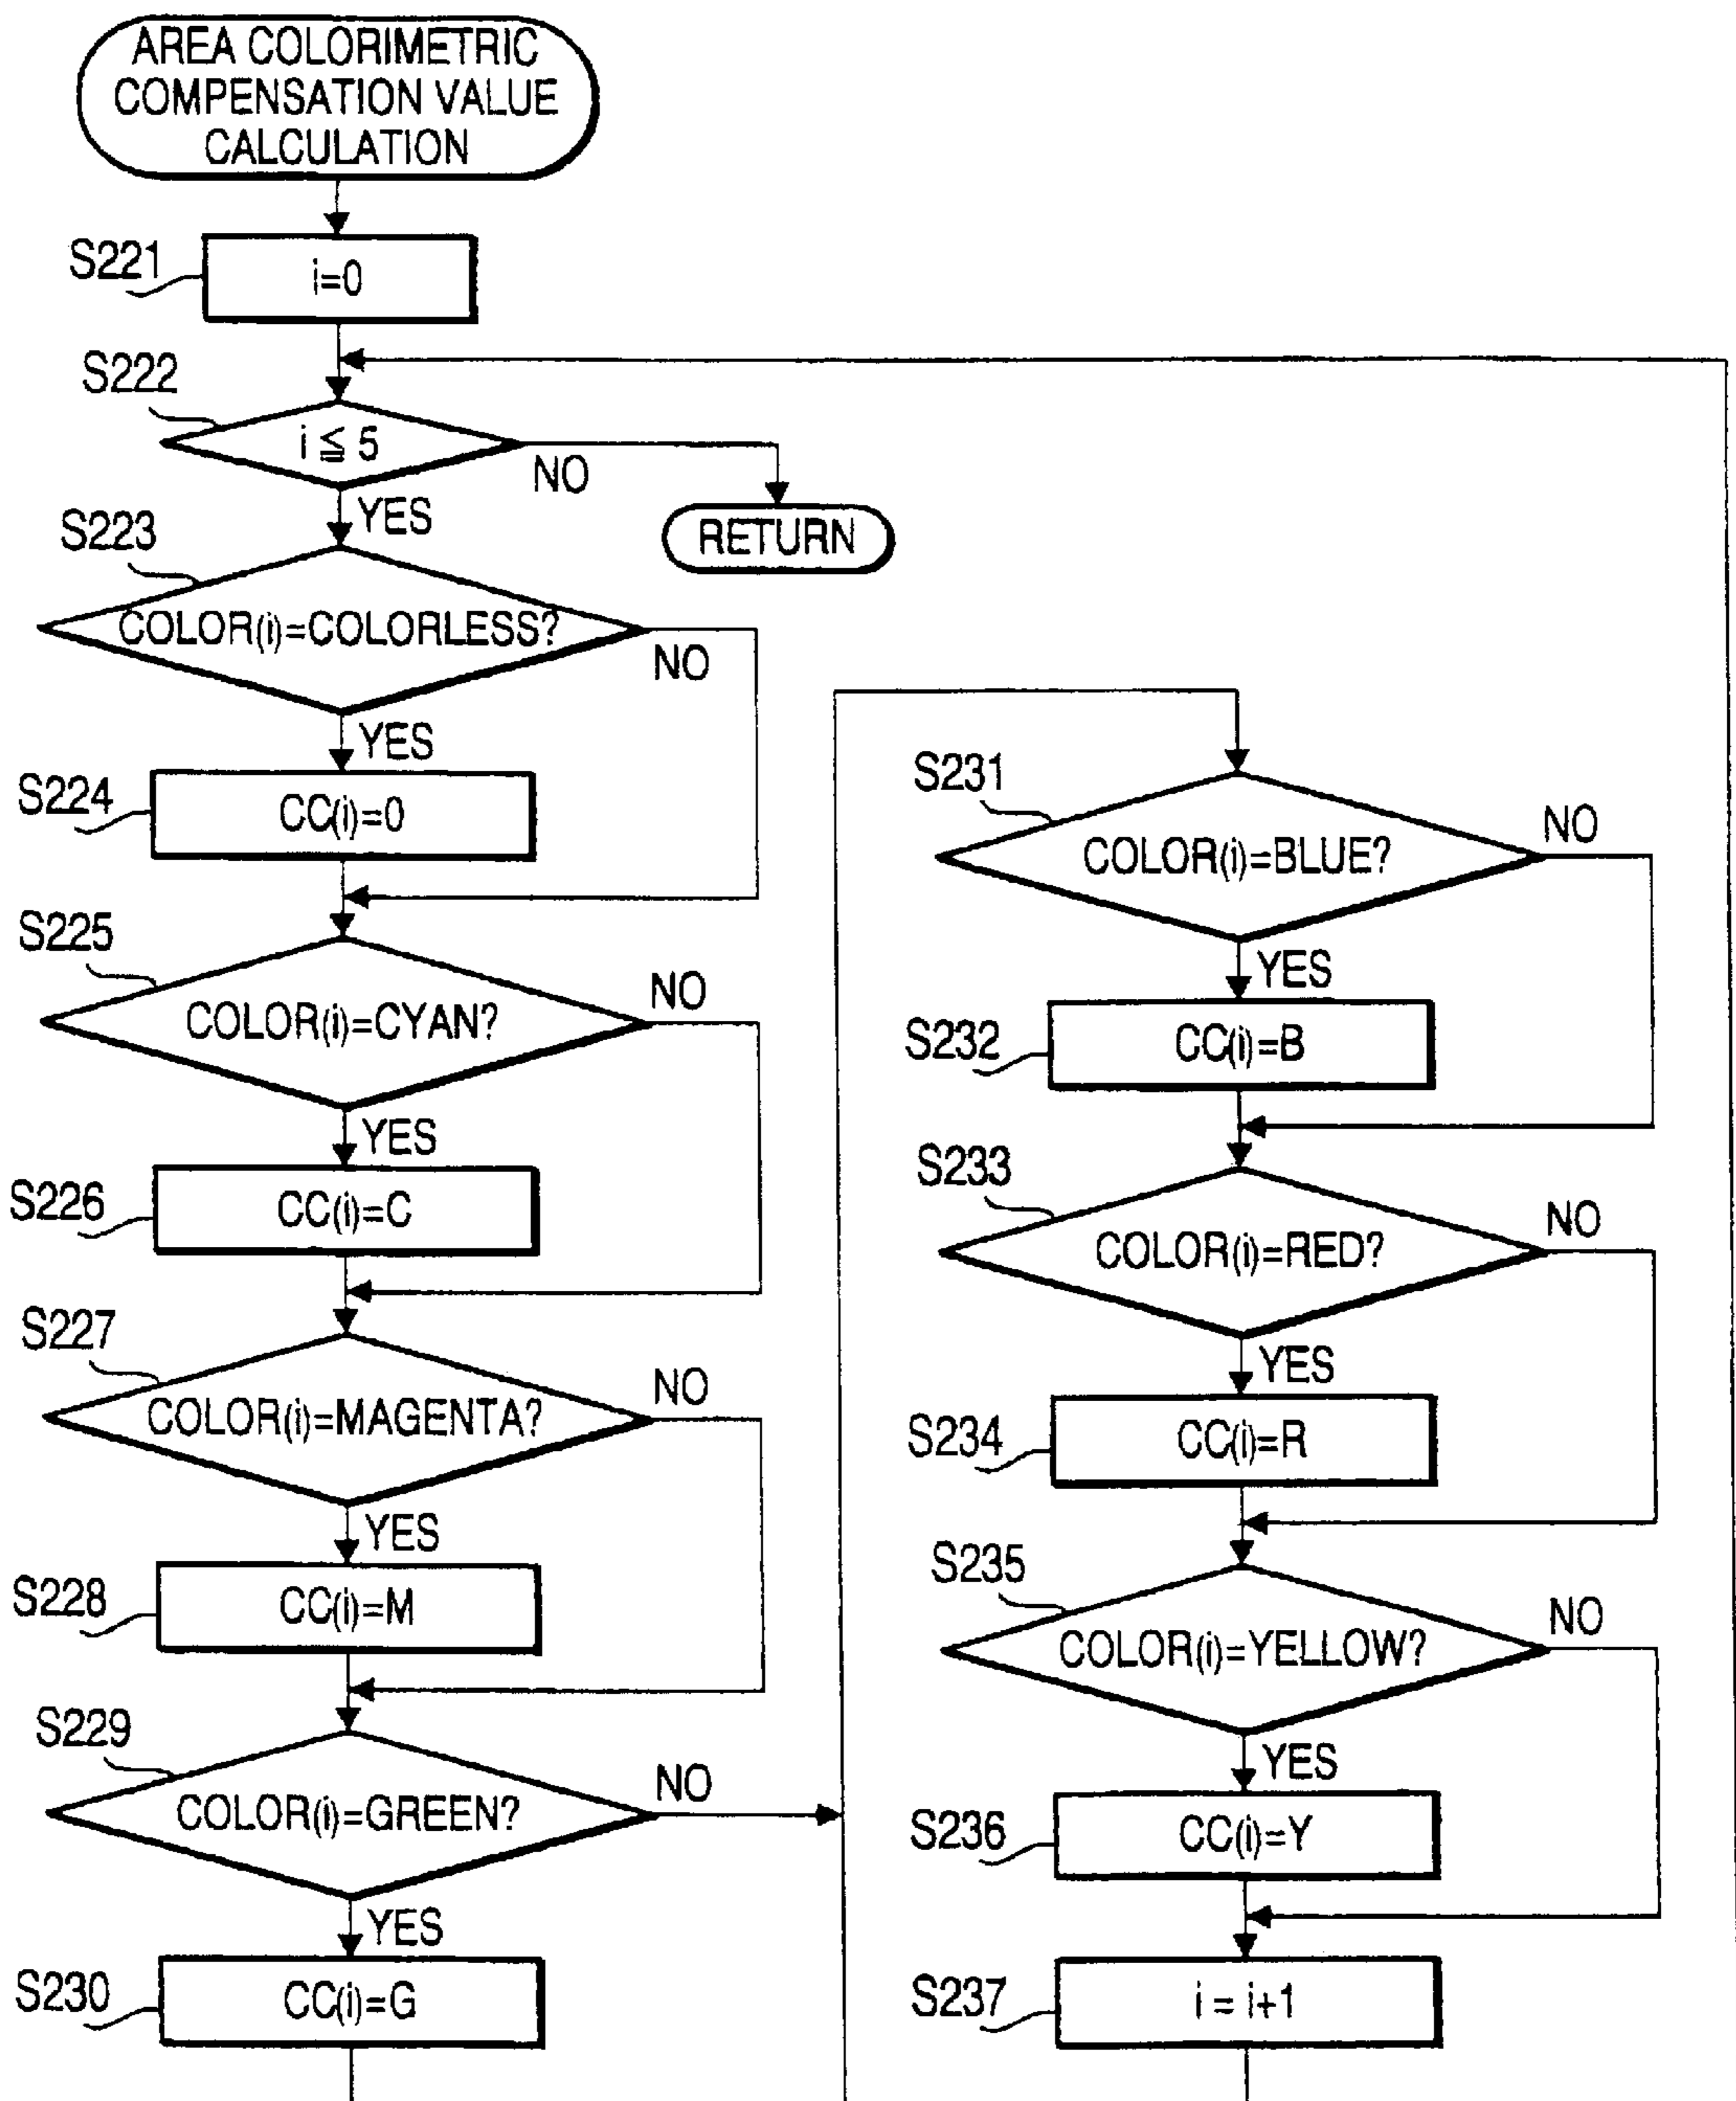 AREA COLORIMETRIC
COMPENSATION VALUE
CALCULATION
S221
i=0
S222
i ≦ 5
NO
YES
RETURN
S223
COLOR(i)=COLORLESS?
NO
YES
S224
CC(i)=0
S225
COLOR(i)=CYAN?
NO
YES
S226
CC(i)=C
S227
COLOR(i)=MAGENTA?
NO
YES
S228
CC(i)=M
S229
COLOR(i)=GREEN?
NO
YES
S230
CC(i)=G
S231
COLOR(i)=BLUE?
NO
YES
S232
CC(i)=B
S233
COLOR(i)=RED?
NO
YES
S234
CC(i)=R
S235
COLOR(i)=YELLOW?
NO
YES
S236
CC(i)=Y
S237
i = i+1